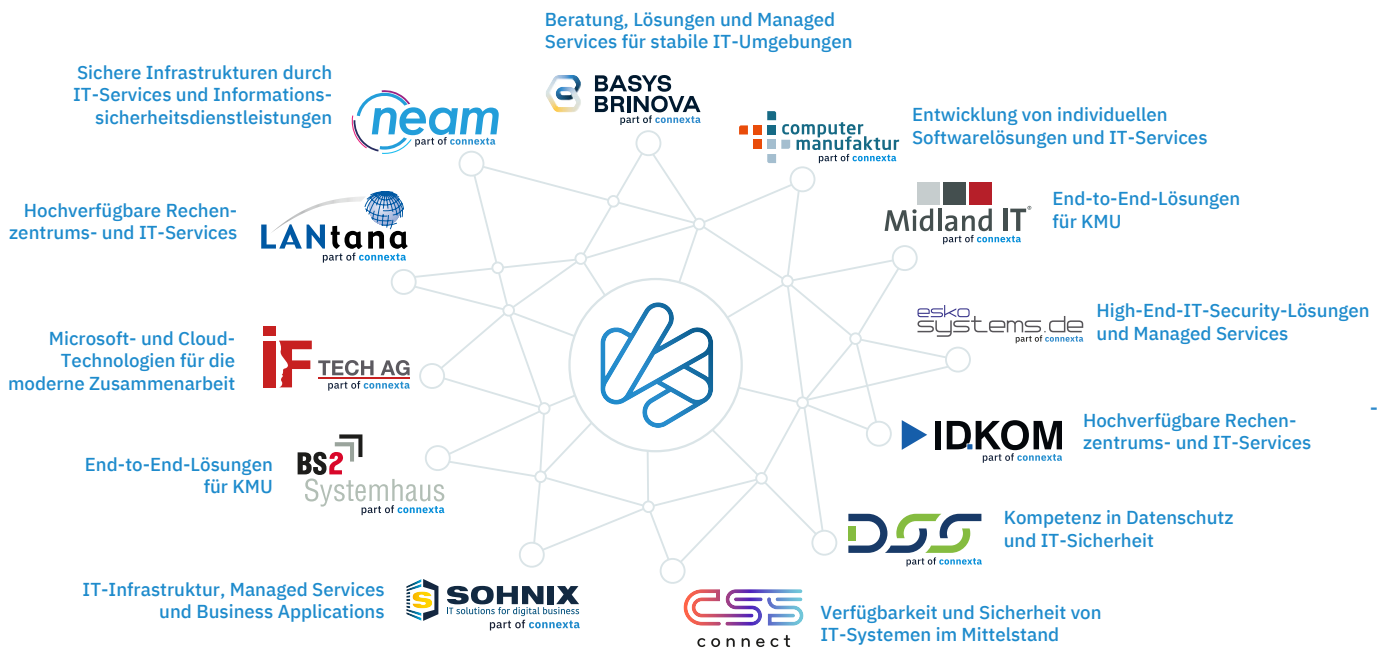 Beratung, Lösungen und Managed
Services für stabile IT-Umgebungen
BASYS
BRINOVA
part of connexta
Sichere Infrastrukturen durch
IT-Services und Informations-
sicherheitsdienstleistungen
neam
part of connexta
computer
manufaktur
part of connexta
Entwicklung von individuellen
Softwarelösungen und IT-Services
Hochverfügbare Rechen-
zentrums- und IT-Services
LANtana
part of connexta
Midland IT®
part of connexta
End-to-End-Lösungen
für KMU
Microsoft- und Cloud-
Technologien für die
moderne Zusammenarbeit
iF TECH AG
part of connexta
esko
systems.de
part of connexta
High-End-IT-Security-Lösungen
und Managed Services
End-to-End-Lösungen
für KMU
BS2
Systemhaus
part of connexta
ID.KOM
part of connexta
Hochverfügbare Rechen-
zentrums- und IT-Services
-
DSS
part of connexta
Kompetenz in Datenschutz
und IT-Sicherheit
IT-Infrastruktur, Managed Services
und Business Applications
S SOHNIX
IT solutions for digital business
part of connexta
CSS
connect
Verfügbarkeit und Sicherheit von
IT-Systemen im Mittelstand